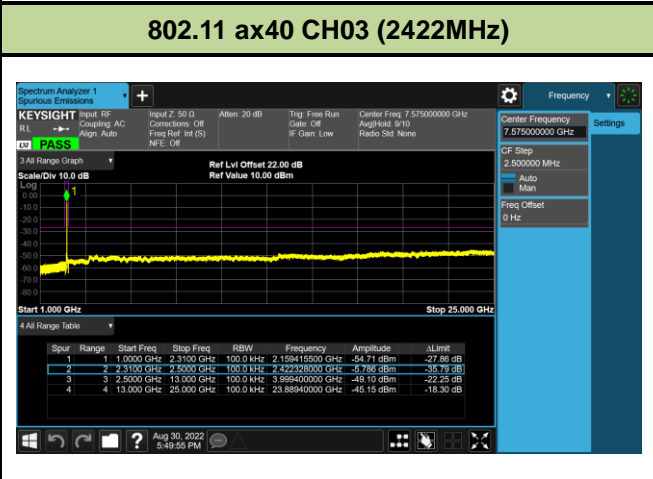 802.11 ax40 CH03 (2422MHz)
Spectrum Analyzer 1
Spurious Emissions
+
Frequency
KEYSIGHT Input: RF
Coupling: AC
Align: Auto
Input Z: 50 Ω
Corrections: Off
Freq Ref: Int (S)
NFE: Off
Atten: 20 dB
Trig: Free Run
Gate: Off
IF Gain: Low
Center Freq: 7.575000000 GHz
Avg|Hold: 9/10
Radio Std: None
RL
LXI PASS
Center Frequency
7.575000000 GHz
Settings
CF Step
2.500000 MHz
Auto
Man
Freq Offset
0 Hz
3 All Range Graph
Scale/Div 10.0 dB
Ref Lvl Offset 22.00 dB
Ref Value 10.00 dBm
Log
1
0.00
-10.0
-20.0
-30.0
-40.0
-50.0
-60.0
-70.0
-80.0
Start 1.000 GHz
Stop 25.000 GHz
4 All Range Table
Spur Range Start Freq Stop Freq RBW Frequency Amplitude ΔLimit
1 1 1.0000 GHz 2.3100 GHz 100.0 kHz 2.159415500 GHz -54.71 dBm -27.86 dB
2 2 2.3100 GHz 2.5000 GHz 100.0 kHz 2.422328000 GHz -5.786 dBm -35.79 dB
3 3 2.5000 GHz 13.000 GHz 100.0 kHz 3.999400000 GHz -49.10 dBm -22.25 dB
4 4 13.000 GHz 25.000 GHz 100.0 kHz 23.88940000 GHz -45.15 dBm -18.30 dB
?
Aug 30, 2022
5:49:55 PM